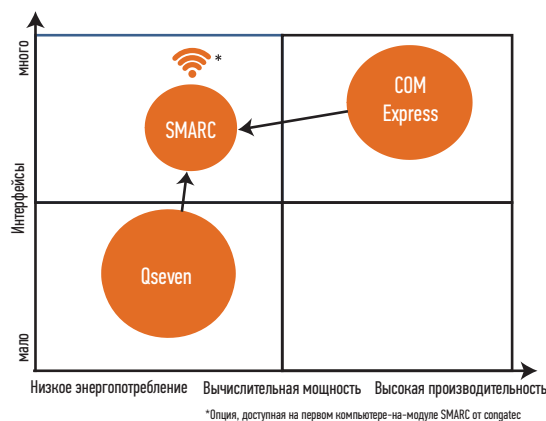 много
*
COM
Express
SMARC
Интерфейсы
Qseven
мало
Низкое энергопотребление Вычислительная мощность Высокая производительность
*Опция, доступная на первом компьютере-на-модуле SMARC от congatec